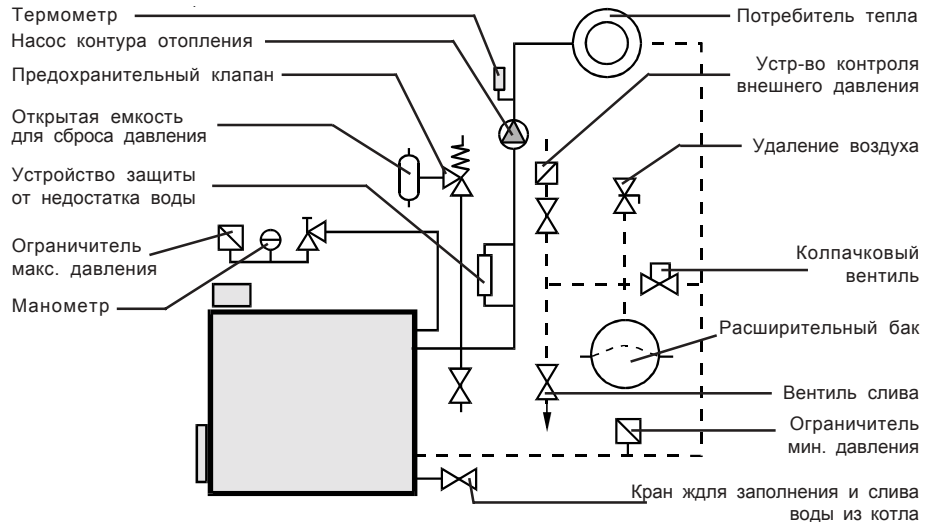 Термометр
Насос контура отопления
Предохранительный клапан
Открытая емкость
для сброса давления
Устройство защиты
от недостатка воды
Ограничитель
макс. давления
Манометр
Потребитель тепла
Устр-во контроля
внешнего давления
Удаление воздуха
Колпачковый
вентиль
Расширительный бак
Вентиль слива
Ограничитель
мин. давления
Кран ждля заполнения и слива
воды из котла